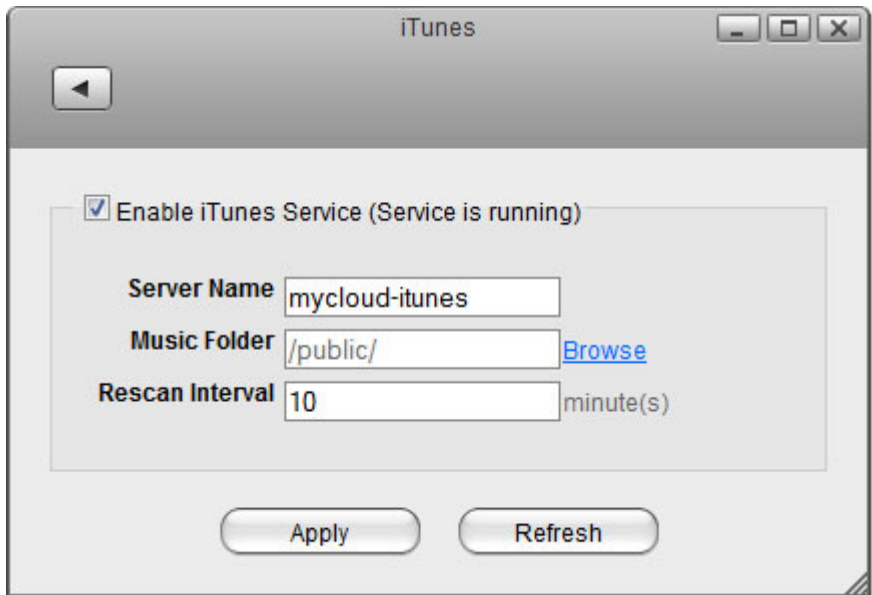 iTunes
Enable iTunes Service (Service is running)
Server Name mycloud-itunes
Music Folder /public/ Browse
Rescan Interval 10 minute(s)
Apply Refresh